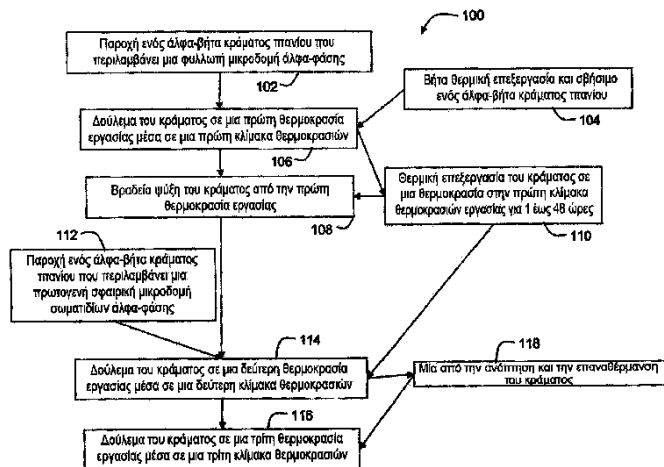 100
Παροχή ενός άλφα-βήτα κράματος τιτανίου που
περιλαμβάνει μια φυλλωπή μικροδομή άλφα-φάσης
102
Βήτα θερμική επεξεργασία και σβήσιμο
ενός άλφα-βήτα κράματος τιτανίου
104
Δούλεμα του κράματος σε μια πρώτη θερμοκρασία
εργασίας μέσα σε μια πρώτη κλίμακα θερμοκρασιών
106
Βραδεία ψύξη του κράματος από την πρώτη
θερμοκρασία εργασίας
108
Θερμική επεξεργασία του κράματος σε
μια θερμοκρασία στην πρώτη κλίμακα
θερμοκρασιών εργασίας για 1 έως 48 ώρες
110
112
Παροχή ενός άλφα-βήτα κράματος
τιτανίου που περιλαμβάνει μια
πρωτογενή σφαιρική μικροδομή
σωματιδίων άλφα-φάσης
114
Δούλεμα του κράματος σε μια δεύτερη θερμοκρασία
εργασίας μέσα σε μια δεύτερη κλίμακα θερμοκρασιών
118
Μία από την ανόπτηση και την επαναθέρμανση
του κράματος
116
Δούλεμα του κράματος σε μια τρίτη θερμοκρασία
εργασίας μέσα σε μια τρίτη κλίμακα θερμοκρασιών